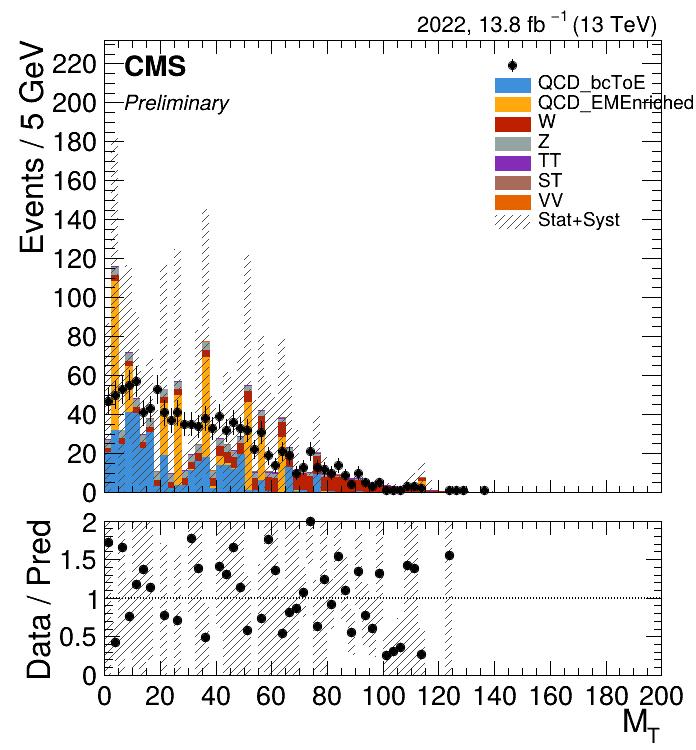 2022, 13.8 fb⁻¹ (13 TeV)
CMS
Preliminary
Events / 5 GeV
220
200
180
160
140
120
100
80
60
40
20
0
QCD_bcToE
QCD_EMEnriched
W
Z
TT
ST
VV
Stat+Syst
Data / Pred
2
1.5
1
0.5
0
0 20 40 60 80 100 120 140 160 180 200
M_T